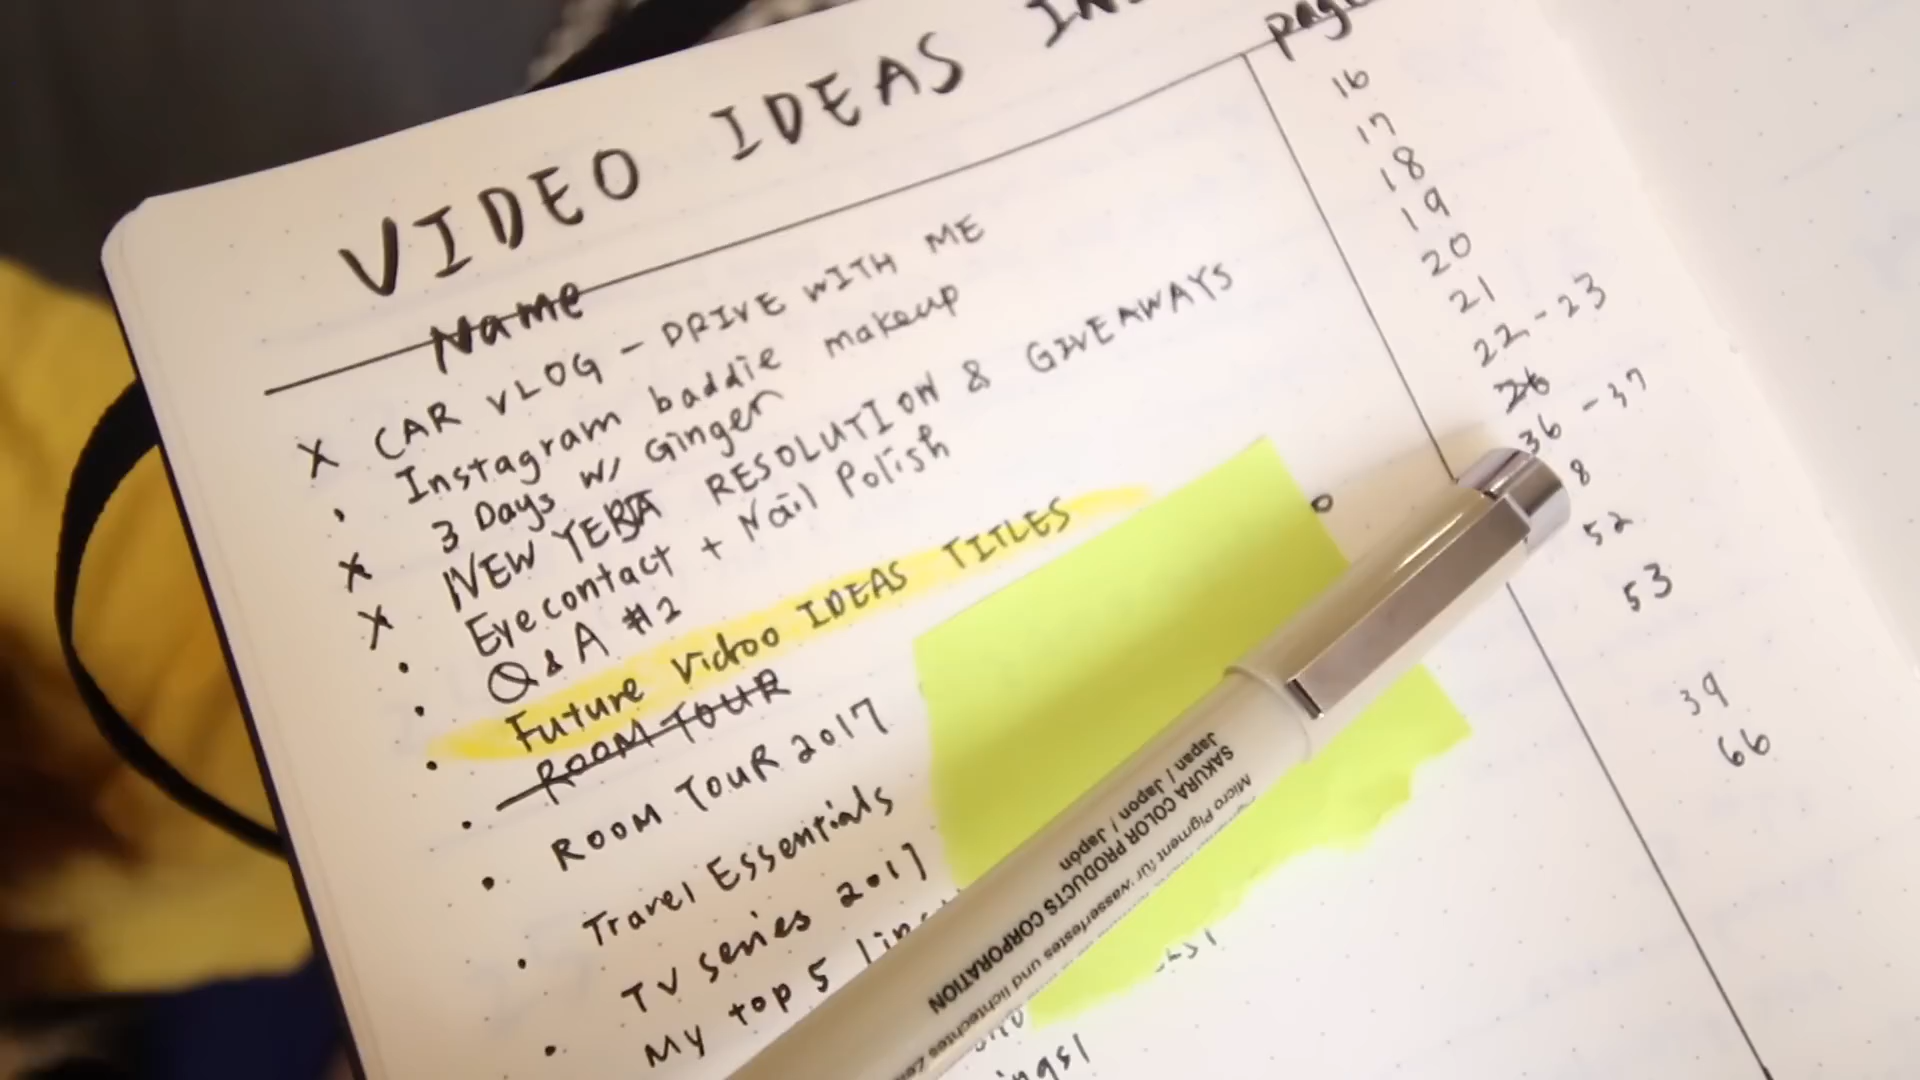 VIDEO IDEAS
Name
16
x CAR VLOG - DRIVE WITH ME
17
• Instagram baddie makeup
18
x 3 Days w/ Ginger
19
x NEW YEAR RESOLUTION & GIVEAWAYS
20
• Eyecontact + Nail Polish
21
• Q & A #2
22 - 23
• Future Video IDEAS TITLES
26
• ROOM TOUR
36 - 37
• ROOM TOUR 2017
8
• Travel Essentials
52
• TV series 2017
53
My top 5
39
66
SAKURA COLOR PRODUCTS CORPORATION
Japan / Japon / Japón